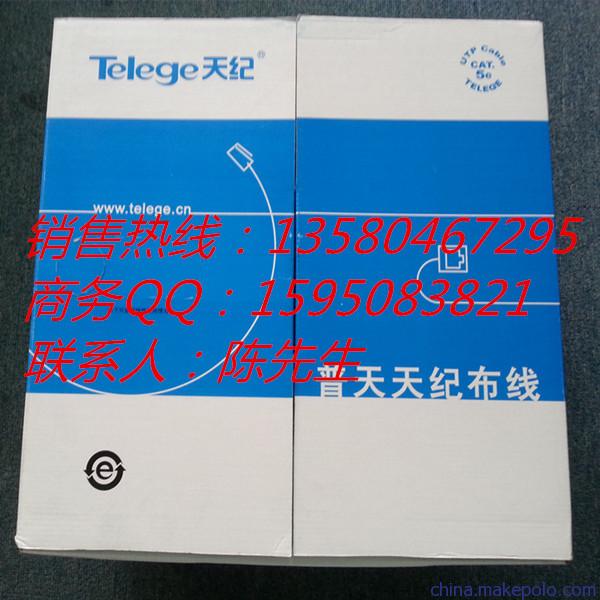 Telege天纪®
UTP Cable
CAT.
5e
TELEGE
www.telege.cn
销售热线：13580467295
商务QQ：1595083821
联系人：陈先生
普天天纪布线
e
china.makepolo.com